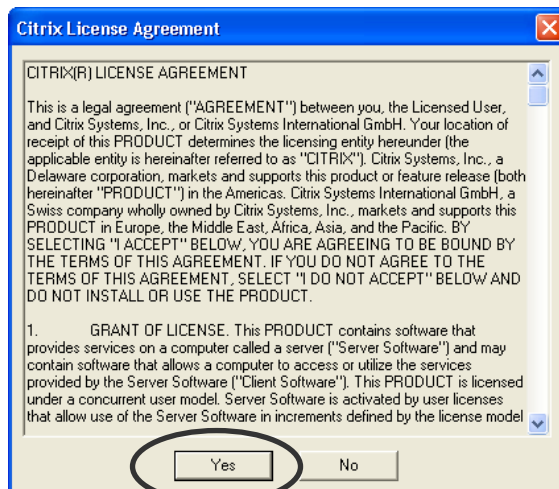 Citrix License Agreement
CITRIX(R) LICENSE AGREEMENT
This is a legal agreement ("AGREEMENT") between you, the Licensed User,
and Citrix Systems, Inc., or Citrix Systems International GmbH. Your location of
receipt of this PRODUCT determines the licensing entity hereunder (the
applicable entity is hereinafter referred to as "CITRIX"). Citrix Systems, Inc., a
Delaware corporation, markets and supports this product or feature release (both
hereinafter "PRODUCT") in the Americas. Citrix Systems International GmbH, a
Swiss company wholly owned by Citrix Systems, Inc., markets and supports this
PRODUCT in Europe, the Middle East, Africa, Asia, and the Pacific. BY
SELECTING "I ACCEPT" BELOW, YOU ARE AGREEING TO BE BOUND BY
THE TERMS OF THIS AGREEMENT. IF YOU DO NOT AGREE TO THE
TERMS OF THIS AGREEMENT, SELECT "I DO NOT ACCEPT" BELOW AND
DO NOT INSTALL OR USE THE PRODUCT.
1. GRANT OF LICENSE. This PRODUCT contains software that
provides services on a computer called a server ("Server Software") and may
contain software that allows a computer to access or utilize the services
provided by the Server Software ("Client Software"). This PRODUCT is licensed
under a concurrent user model. Server Software is activated by user licenses
that allow use of the Server Software in increments defined by the license model
Yes
No